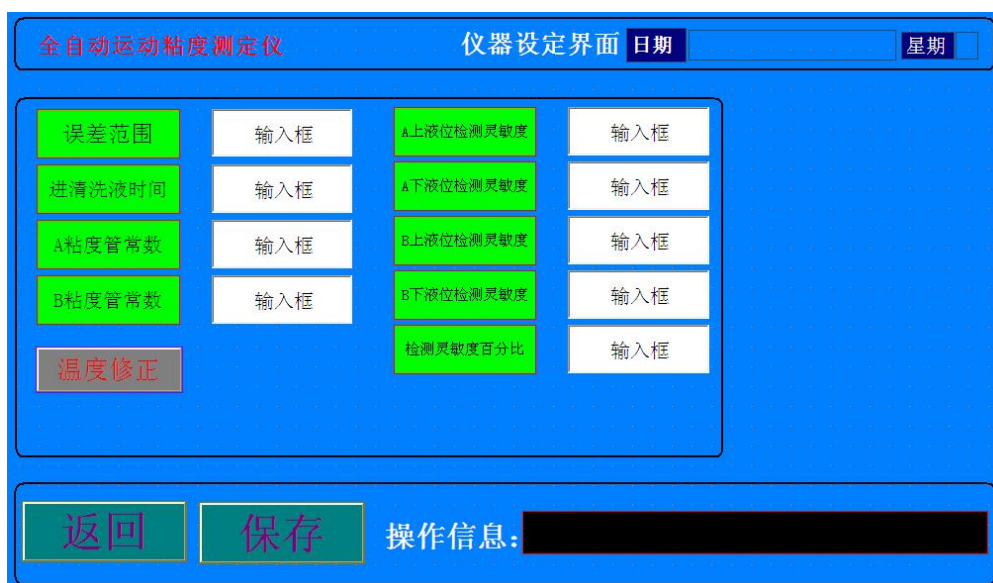 全自动运动粘度测定仪 仪器设定界面 日期 星期
误差范围 输入框 A上液位检测灵敏度 输入框
进清洗液时间 输入框 A下液位检测灵敏度 输入框
A粘度管常数 输入框 B上液位检测灵敏度 输入框
B粘度管常数 输入框 B下液位检测灵敏度 输入框
检测灵敏度百分比 输入框
温度修正
返回 保存 操作信息: